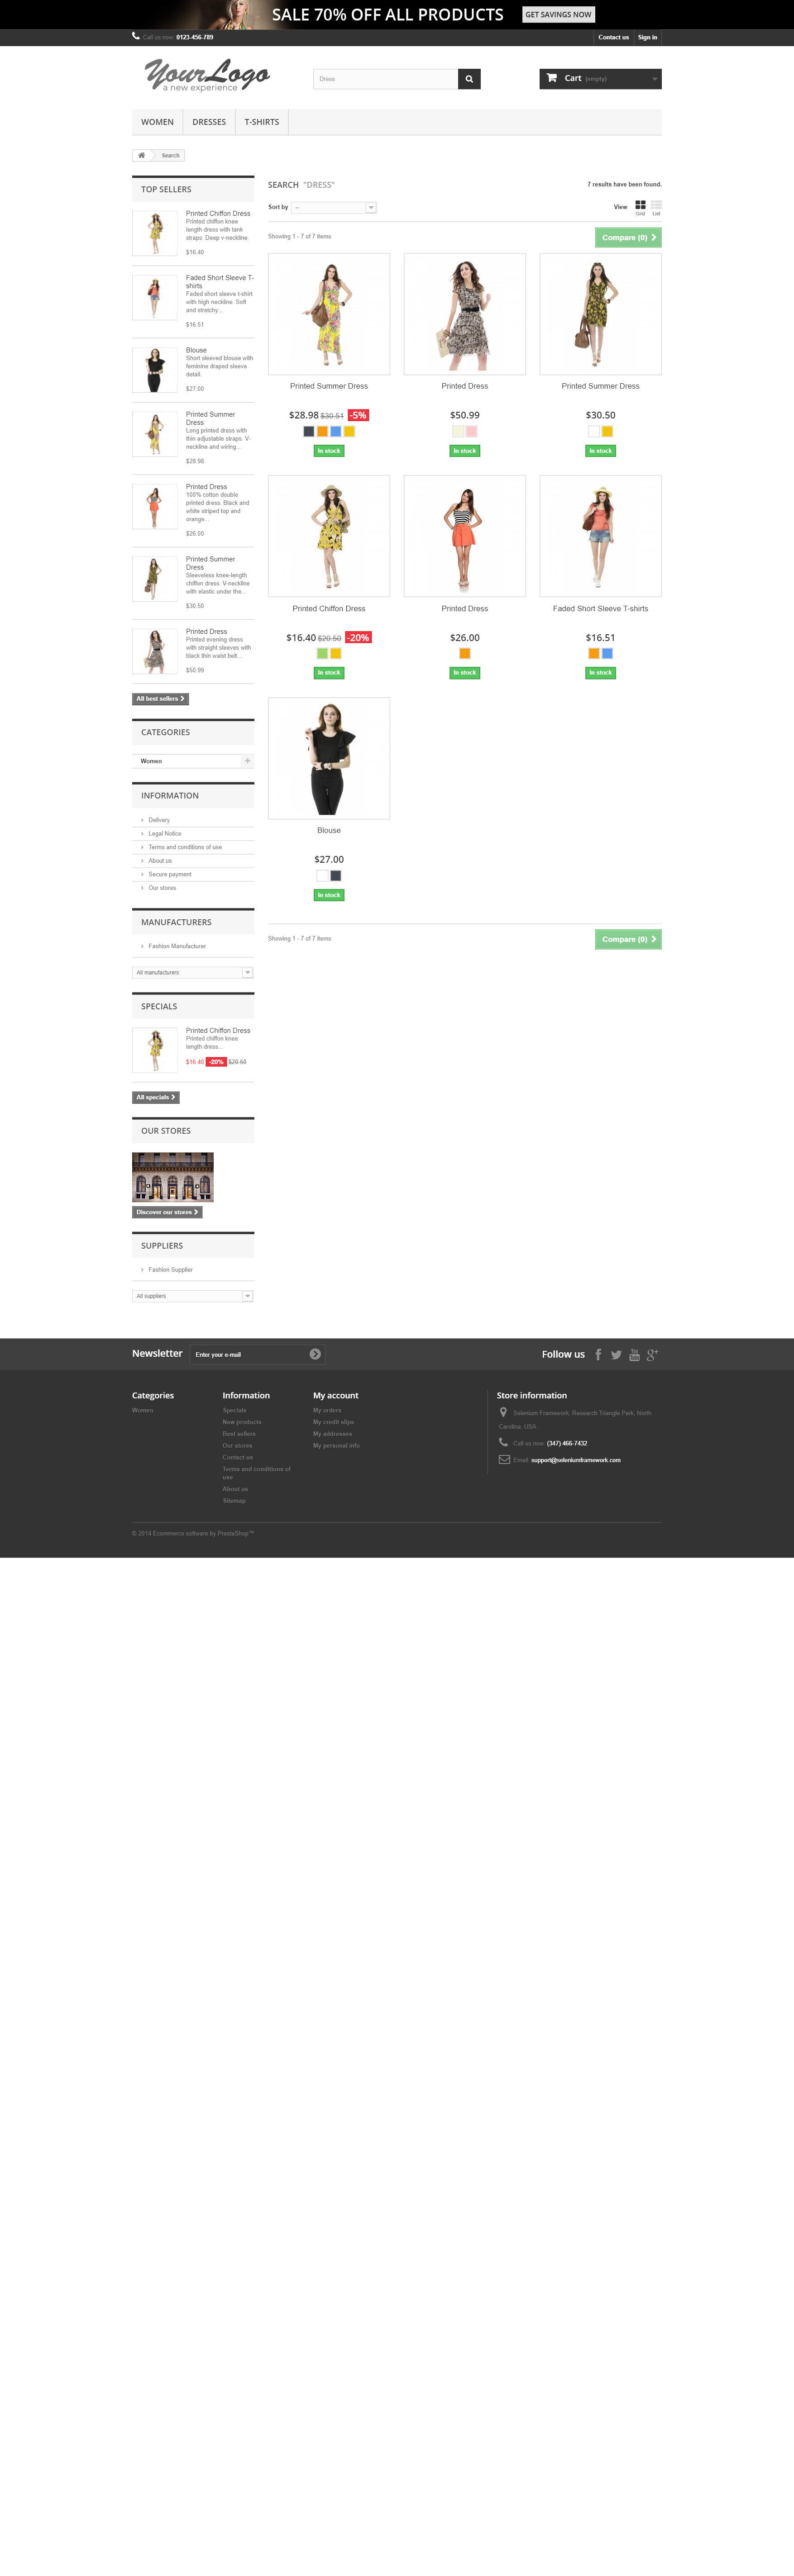 SALE 70% OFF ALL PRODUCTS
GET SAVINGS NOW
Call us now: 0123-456-789
Contact us
Sign in
YourLogo
a new experience
Dress
Cart (empty)
WOMEN
DRESSES
T-SHIRTS
Search
TOP SELLERS
Printed Chiffon Dress
Printed chiffon knee
length dress with tank
straps. Deep v-neckline.
$16.40
Faded Short Sleeve T-
shirts
Faded short sleeve t-shirt
with high neckline. Soft
and stretchy...
$16.51
Blouse
Short sleeved blouse with
feminine draped sleeve
detail.
$27.00
Printed Summer
Dress
Long printed dress with
thin adjustable straps. V-
neckline and wiring...
$28.98
Printed Dress
100% cotton double
printed dress. Black and
white striped top and
orange...
$26.00
Printed Summer
Dress
Sleeveless knee-length
chiffon dress. V-neckline
with elastic under the...
$30.50
Printed Dress
Printed evening dress
with straight sleeves with
black thin waist belt...
$50.99
All best sellers
CATEGORIES
Women
INFORMATION
Delivery
Legal Notice
Terms and conditions of use
About us
Secure payment
Our stores
MANUFACTURERS
Fashion Manufacturer
All manufacturers
SPECIALS
Printed Chiffon Dress
Printed chiffon knee
length dress...
$16.40 -20% $20.50
All specials
OUR STORES
Discover our stores
SUPPLIERS
Fashion Supplier
All suppliers
SEARCH "DRESS"
7 results have been found.
Sort by
--
View:
Grid
List
Showing 1 - 7 of 7 items
Compare (0)
Printed Summer Dress
$28.98 $30.51 -5%
In stock
Printed Dress
$50.99
In stock
Printed Summer Dress
$30.50
In stock
Printed Chiffon Dress
$16.40 $20.50 -20%
In stock
Printed Dress
$26.00
In stock
Faded Short Sleeve T-shirts
$16.51
In stock
Blouse
$27.00
In stock
Showing 1 - 7 of 7 items
Compare (0)
Newsletter
Enter your e-mail
Follow us
Categories
Women
Information
Specials
New products
Best sellers
Our stores
Contact us
Terms and conditions of
use
About us
Sitemap
My account
My orders
My credit slips
My addresses
My personal info
Store information
Selenium Framework, Research Triangle Park, North
Carolina, USA
Call us now: (347) 466-7432
Email: support@seleniumframework.com
© 2014 Ecommerce software by PrestaShop™